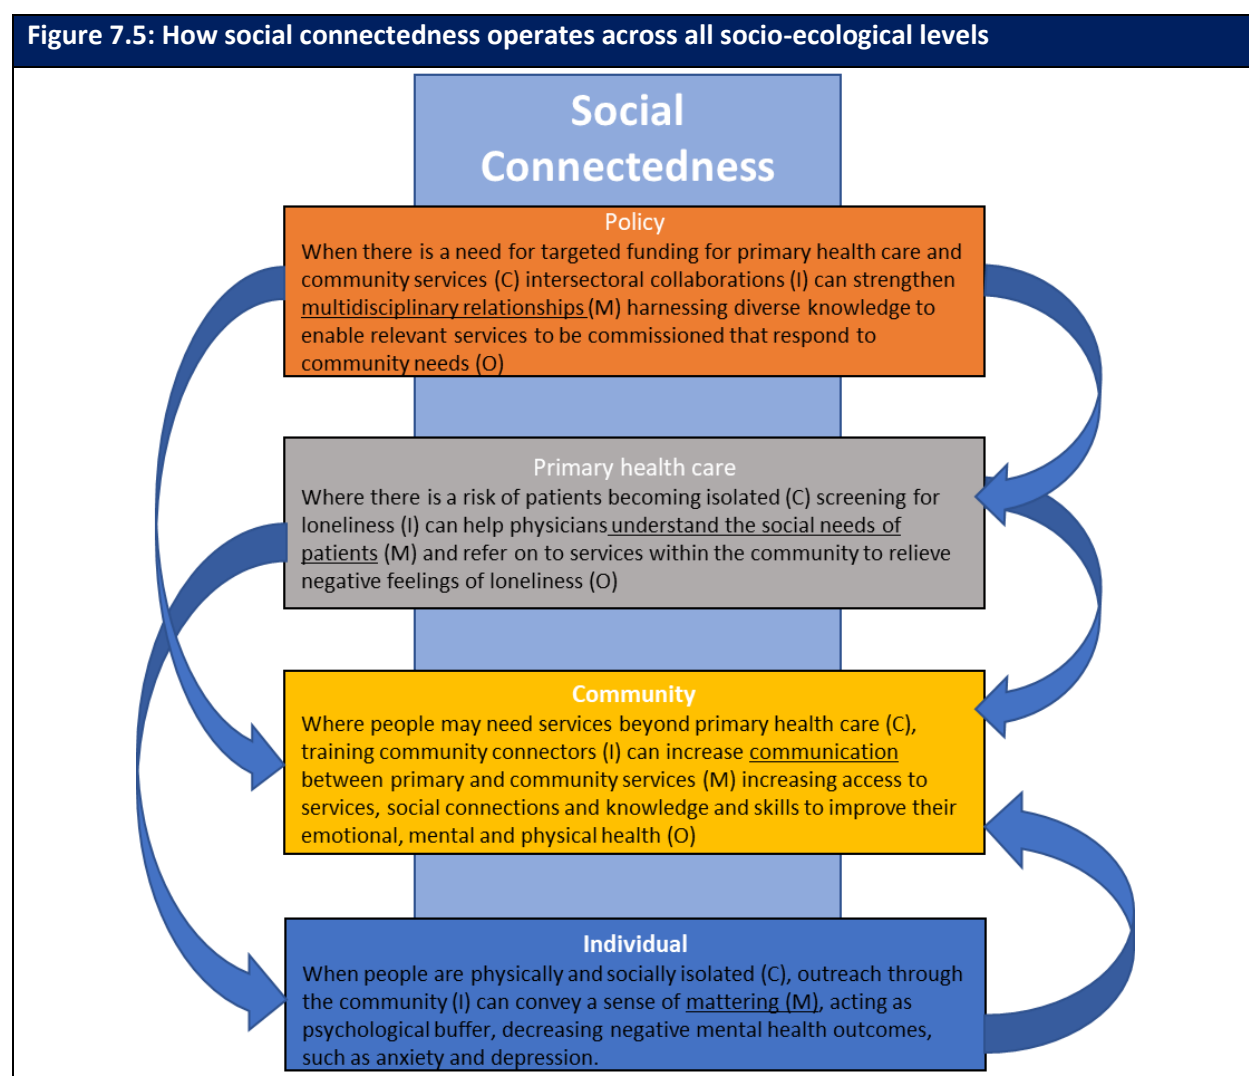 Figure 7.5: How social connectedness operates across all socio-ecological levels
Social
Connectedness
Policy
When there is a need for targeted funding for primary health care and
community services (C) intersectoral collaborations (I) can strengthen
multidisciplinary relationships (M) harnessing diverse knowledge to
enable relevant services to be commissioned that respond to
community needs (O)
Primary health care
Where there is a risk of patients becoming isolated (C) screening for
loneliness (I) can help physicians understand the social needs of
patients (M) and refer on to services within the community to relieve
negative feelings of loneliness (O)
Community
Where people may need services beyond primary health care (C),
training community connectors (I) can increase communication
between primary and community services (M) increasing access to
services, social connections and knowledge and skills to improve their
emotional, mental and physical health (O)
Individual
When people are physically and socially isolated (C), outreach through
the community (I) can convey a sense of mattering (M), acting as
psychological buffer, decreasing negative mental health outcomes,
such as anxiety and depression.